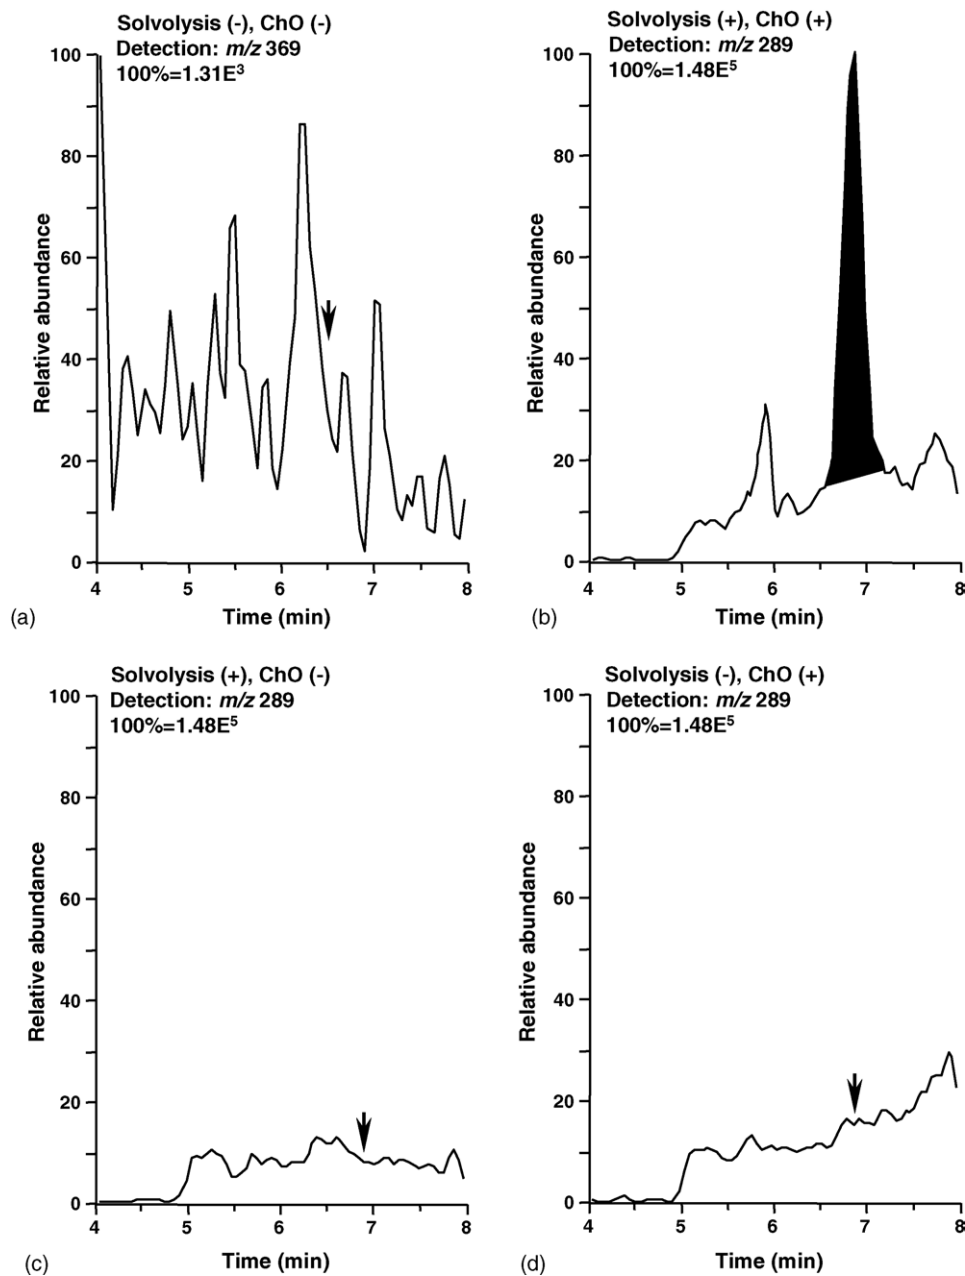 Solvolysis (-), ChO (-)
Detection: m/z 369
100%=1.31E³
100
80
60
40
20
0
Relative abundance
4 5 6 7 8
Time (min)
(a)
Solvolysis (+), ChO (+)
Detection: m/z 289
100%=1.48E⁵
100
80
60
40
20
0
Relative abundance
4 5 6 7 8
Time (min)
(b)
Solvolysis (+), ChO (-)
Detection: m/z 289
100%=1.48E⁵
100
80
60
40
20
0
Relative abundance
4 5 6 7 8
Time (min)
(c)
Solvolysis (-), ChO (+)
Detection: m/z 289
100%=1.48E⁵
100
80
60
40
20
0
Relative abundance
4 5 6 7 8
Time (min)
(d)